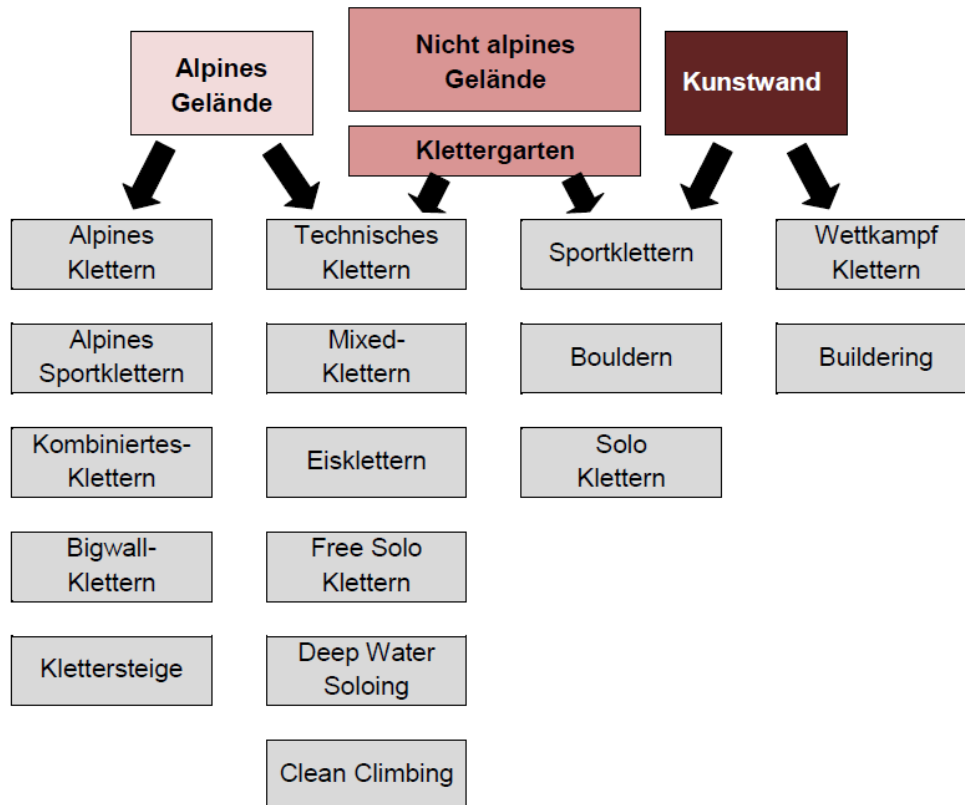 Alpines
Gelände
Nicht alpines
Gelände
Klettergarten
Kunstwand
Alpines
Klettern
Technisches
Klettern
Sportklettern
Wettkampf
Klettern
Alpines
Sportklettern
Mixed-
Klettern
Bouldern
Buildering
Kombiniertes-
Klettern
Eisklettern
Solo
Klettern
Bigwall-
Klettern
Free Solo
Klettern
Klettersteige
Deep Water
Soloing
Clean Climbing